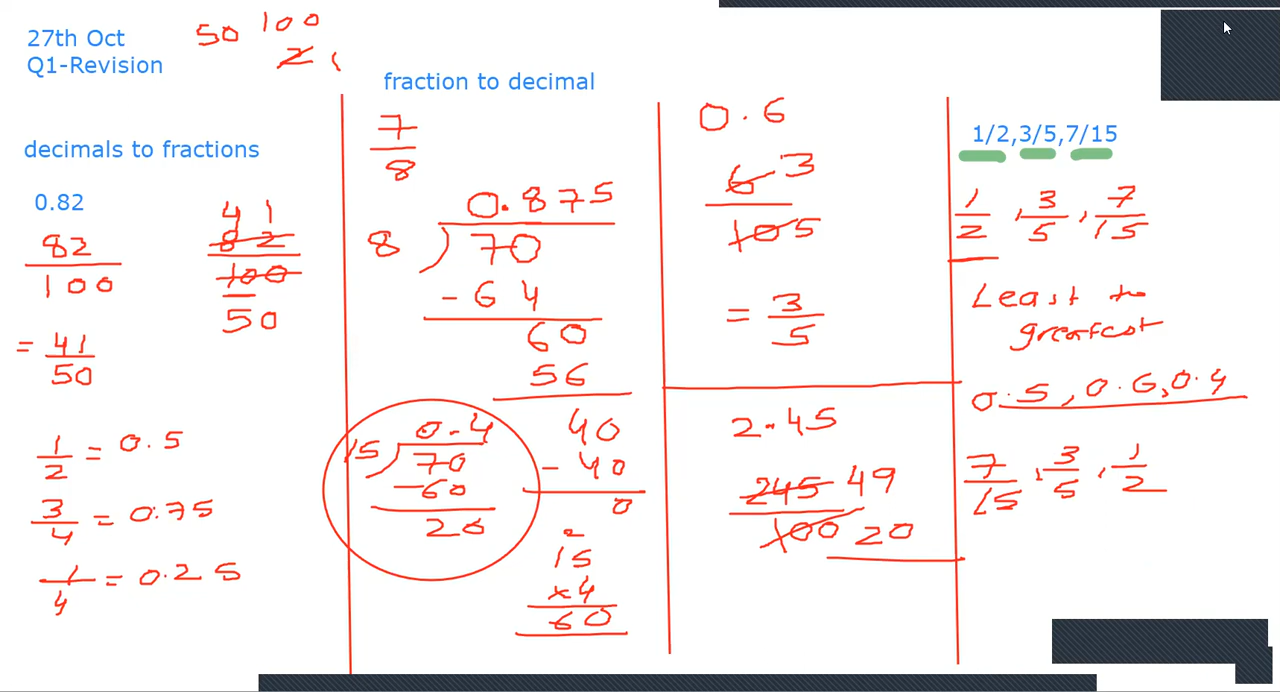 27th Oct
Q1-Revision
50 100
2 1
decimals to fractions
0.82
82
100
= 41
50
41
82
100
50
1/2 = 0.5
3/4 = 0.75
1/4 = 0.25
fraction to decimal
7
8
0.875
8 ) 70
- 64
60
56
40
- 40
0
0.4
15 ) 70
-60
20
2
15
x4
60
0.6
6 3
10 5
= 3
5
2.45
245 49
100 20
1/2,3/5,7/15
1/2 , 3/5 , 7/15
Least to
greatest
0.5, 0.6, 0.4
7/15 , 3/5 , 1/2